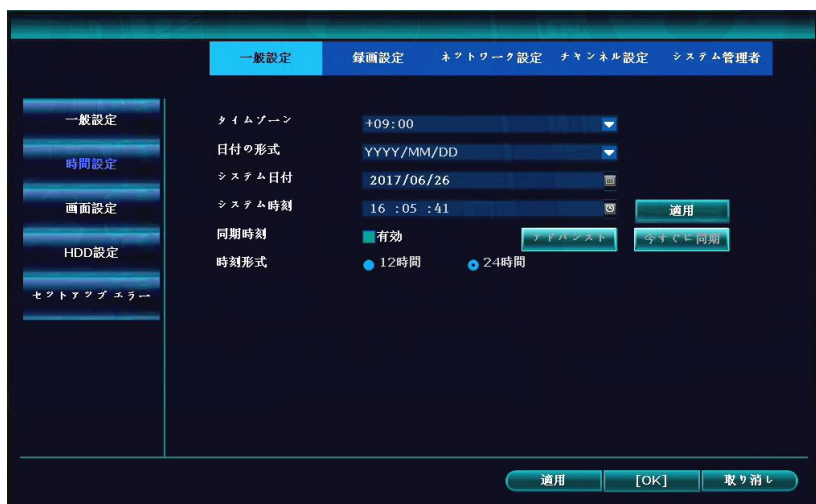 一般設定 録画設定 ネットワーク設定 チャンネル設定 システム管理者
一般設定
時間設定
画面設定
HDD設定
セットアップ エラー
タイムゾーン +09:00
日付の形式 YYYY/MM/DD
システム日付 2017/06/26
システム時刻 16 :05 :41 適用
同期時刻 有効 アドバンスト 今すぐに同期
時刻形式 12時間 24時間
適用 [OK] 取り消し